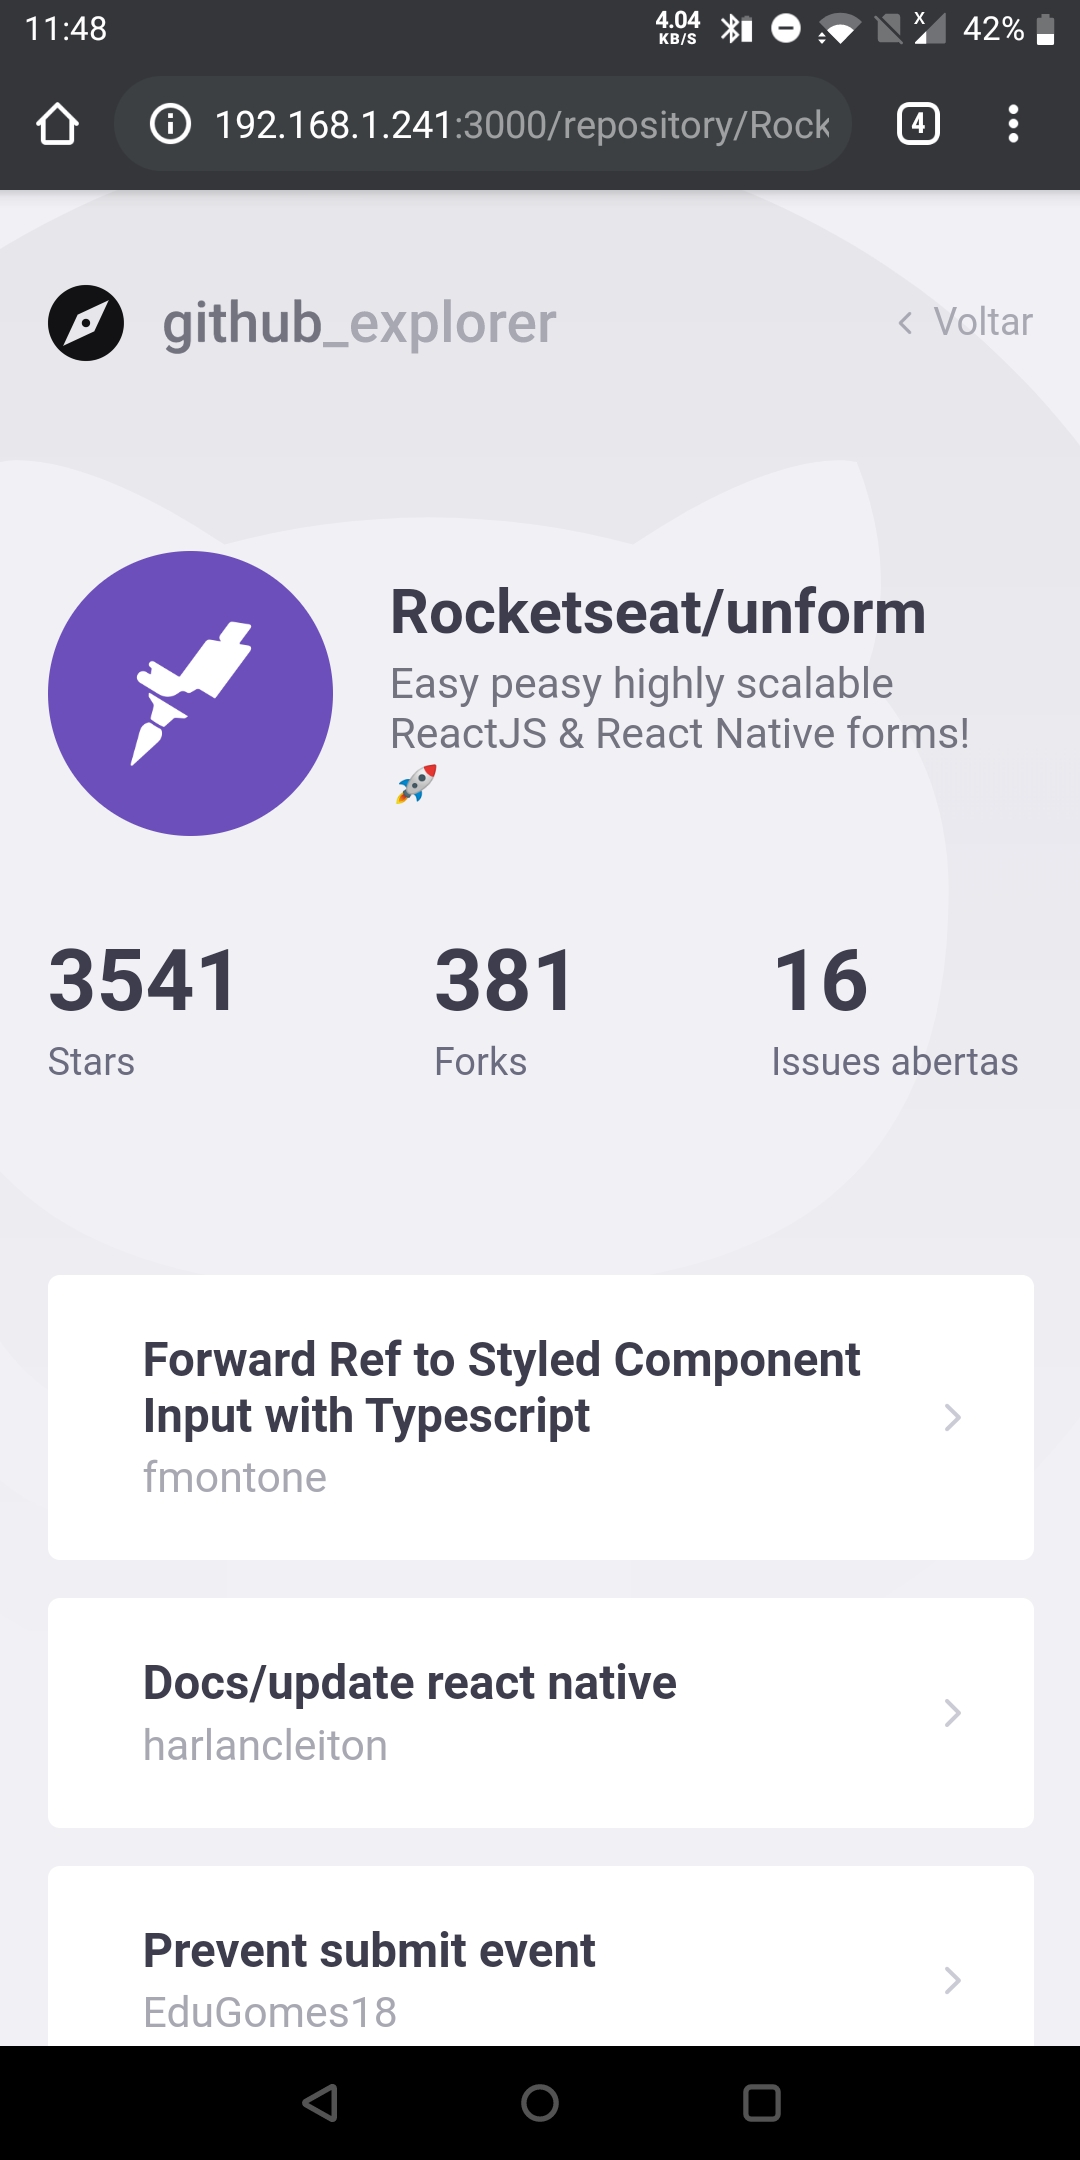 11:48
4.04
KB/S
X
42%
192.168.1.241:3000/repository/Rock
4
github_explorer
Voltar
Rocketseat/unform
Easy peasy highly scalable
ReactJS & React Native forms!
🚀
3541
381
16
Stars
Forks
Issues abertas
Forward Ref to Styled Component
Input with Typescript
fmontone
Docs/update react native
harlancleiton
Prevent submit event
EduGomes18